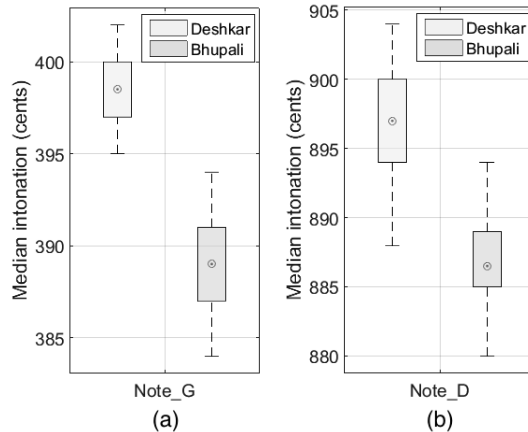 Deshkar
Bhupali
Median intonation (cents)
400
395
390
385
Note_G
(a)
Deshkar
Bhupali
Median intonation (cents)
905
900
895
890
885
880
Note_D
(b)